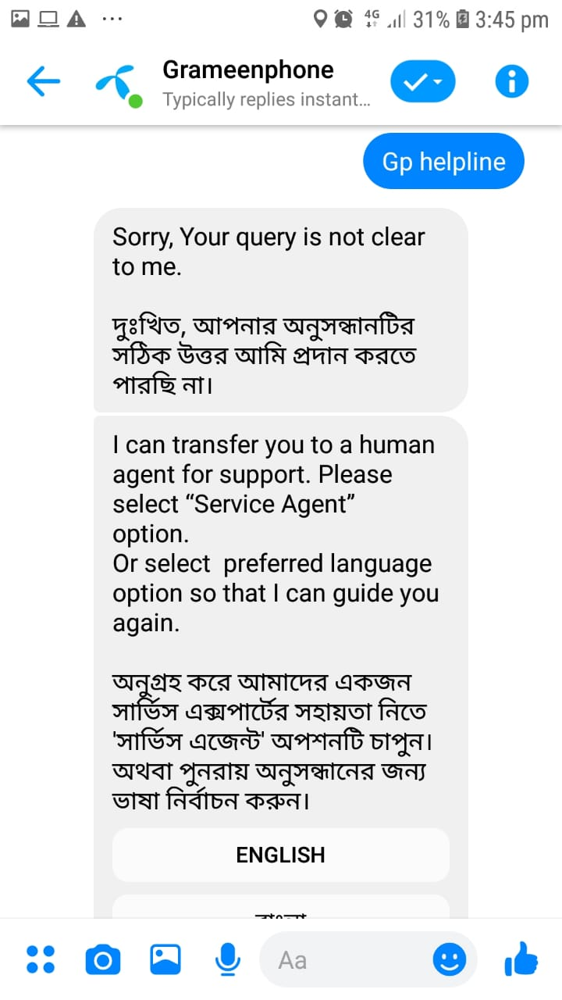 4G 31% 3:45 pm
Grameenphone
Typically replies instant...
Gp helpline
Sorry, Your query is not clear
to me.
দুঃখিত, আপনার অনুসন্ধানটির
সঠিক উত্তর আমি প্রদান করতে
পারছি না।
I can transfer you to a human
agent for support. Please
select “Service Agent”
option.
Or select  preferred language
option so that I can guide you
again.
অনুগ্রহ করে আমাদের একজন
সার্ভিস এক্সপার্টের সহায়তা নিতে
'সার্ভিস এজেন্ট' অপশনটি চাপুন।
অথবা পুনরায় অনুসন্ধানের জন্য
ভাষা নির্বাচন করুন।
ENGLISH
Aa